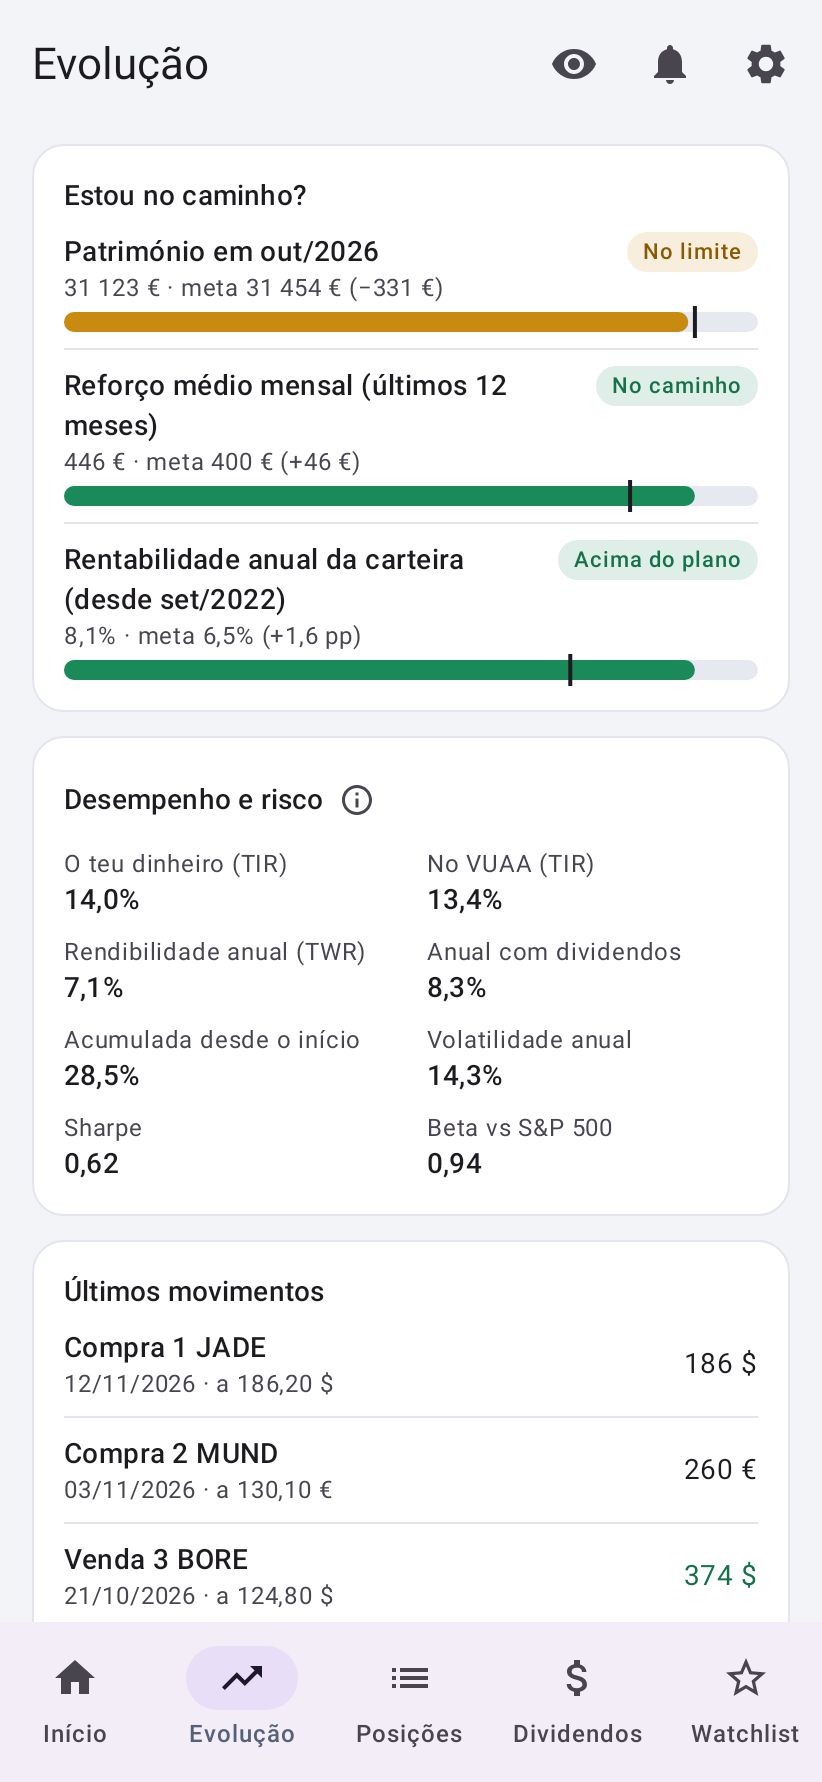 Evolução
Estou no caminho?
Património em out/2026
No limite
31 123 € · meta 31 454 € (−331 €)
Reforço médio mensal (últimos 12
meses)
No caminho
446 € · meta 400 € (+46 €)
Rentabilidade anual da carteira
(desde set/2022)
Acima do plano
8,1% · meta 6,5% (+1,6 pp)
Desempenho e risco
O teu dinheiro (TIR)
14,0%
No VUAA (TIR)
13,4%
Rendibilidade anual (TWR)
7,1%
Anual com dividendos
8,3%
Acumulada desde o início
28,5%
Volatilidade anual
14,3%
Sharpe
0,62
Beta vs S&P 500
0,94
Últimos movimentos
Compra 1 JADE
12/11/2026 · a 186,20 $
186 $
Compra 2 MUND
03/11/2026 · a 130,10 €
260 €
Venda 3 BORE
21/10/2026 · a 124,80 $
374 $
Início
Evolução
Posições
Dividendos
Watchlist